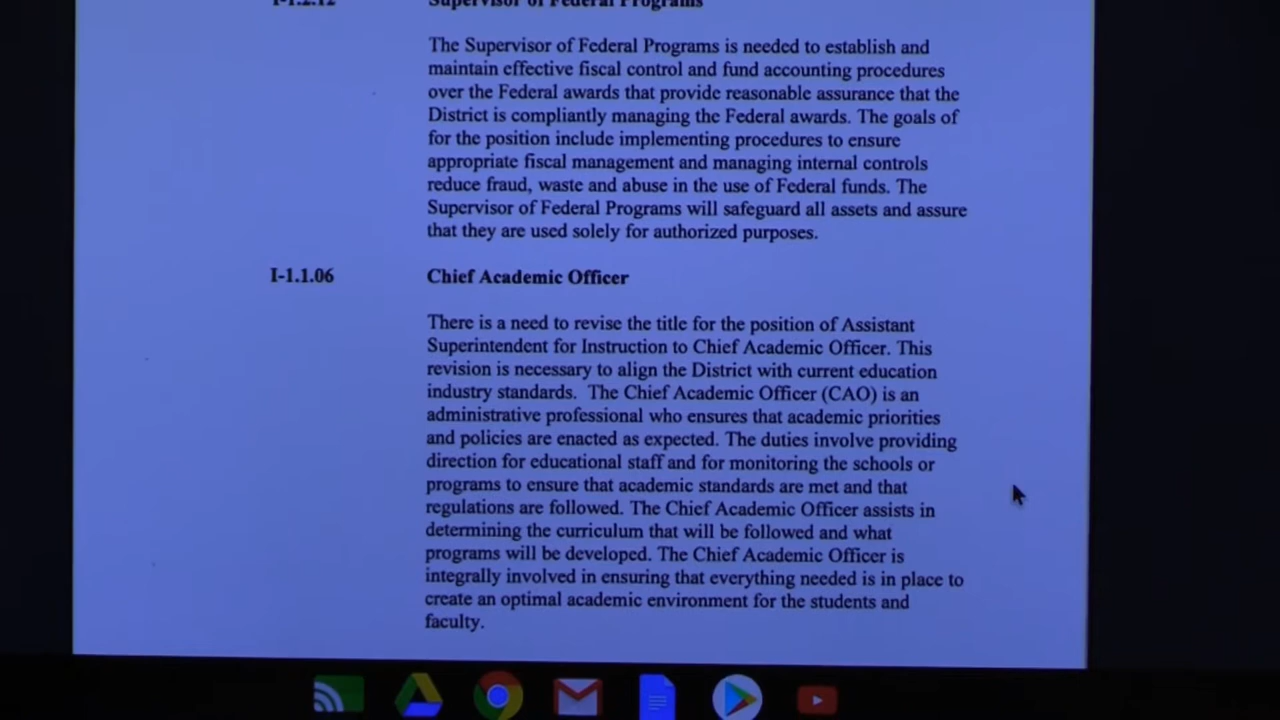 I-1.2.12 Supervisor of Federal Programs
The Supervisor of Federal Programs is needed to establish and
maintain effective fiscal control and fund accounting procedures
over the Federal awards that provide reasonable assurance that the
District is compliantly managing the Federal awards. The goals of
for the position include implementing procedures to ensure
appropriate fiscal management and managing internal controls
reduce fraud, waste and abuse in the use of Federal funds. The
Supervisor of Federal Programs will safeguard all assets and assure
that they are used solely for authorized purposes.
I-1.1.06 Chief Academic Officer
There is a need to revise the title for the position of Assistant
Superintendent for Instruction to Chief Academic Officer. This
revision is necessary to align the District with current education
industry standards. The Chief Academic Officer (CAO) is an
administrative professional who ensures that academic priorities
and policies are enacted as expected. The duties involve providing
direction for educational staff and for monitoring the schools or
programs to ensure that academic standards are met and that
regulations are followed. The Chief Academic Officer assists in
determining the curriculum that will be followed and what
programs will be developed. The Chief Academic Officer is
integrally involved in ensuring that everything needed is in place to
create an optimal academic environment for the students and
faculty.